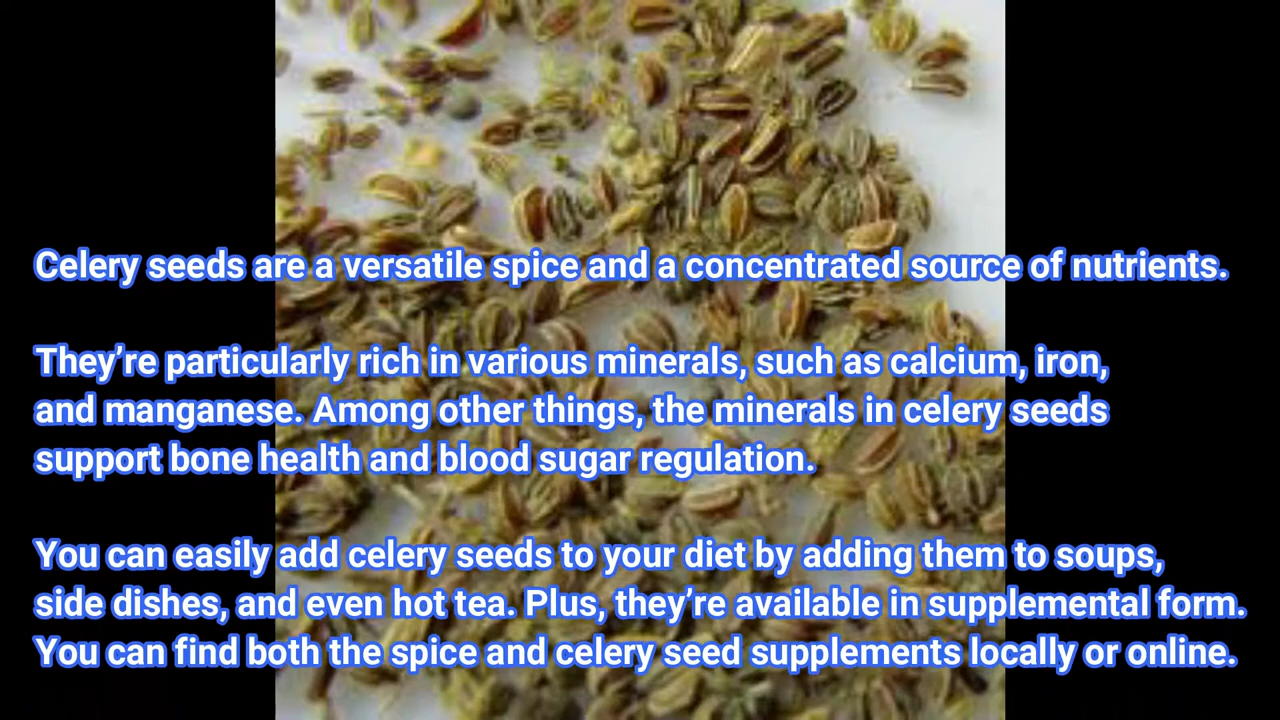 Celery seeds are a versatile spice and a concentrated source of nutrients.
They’re particularly rich in various minerals, such as calcium, iron,
and manganese. Among other things, the minerals in celery seeds
support bone health and blood sugar regulation.
You can easily add celery seeds to your diet by adding them to soups,
side dishes, and even hot tea. Plus, they’re available in supplemental form.
You can find both the spice and celery seed supplements locally or online.